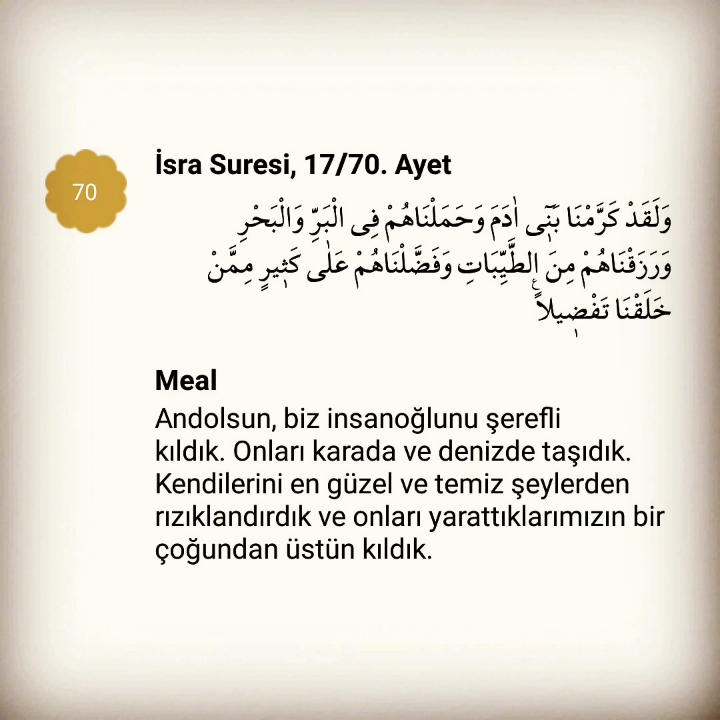 70
İsra Suresi, 17/70. Ayet
وَلَقَدْ كَرَّمْنَا بَنٖٓى اٰدَمَ وَحَمَلْنَاهُمْ فِى الْبَرِّ وَالْبَحْرِ
وَرَزَقْنَاهُمْ مِنَ الطَّيِّبَاتِ وَفَضَّلْنَاهُمْ عَلٰى كَثٖيرٍ مِمَّنْ
خَلَقْنَا تَفْضٖيلاًࣖ
Meal
Andolsun, biz insanoğlunu şerefli
kıldık. Onları karada ve denizde taşıdık.
Kendilerini en güzel ve temiz şeylerden
rızıklandırdık ve onları yarattıklarımızın bir
çoğundan üstün kıldık.